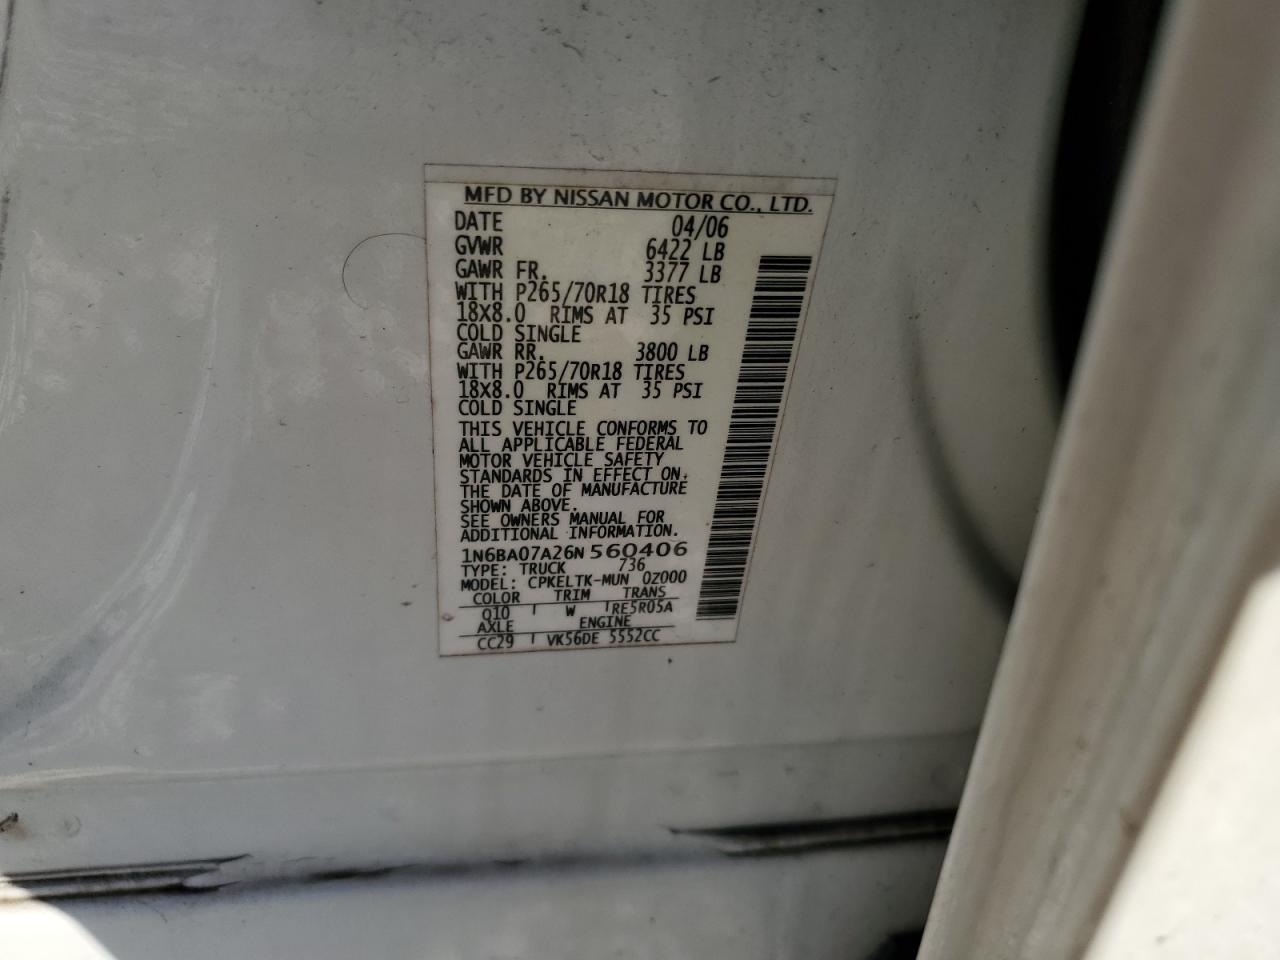 MFD BY NISSAN MOTOR CO., LTD.
DATE 04/06
GVWR 6422 LB
GAWR FR. 3377 LB
WITH P265/70R18 TIRES
18X8.0 RIMS AT 35 PSI
COLD SINGLE
GAWR RR. 3800 LB
WITH P265/70R18 TIRES
18X8.0 RIMS AT 35 PSI
COLD SINGLE
THIS VEHICLE CONFORMS TO
ALL APPLICABLE FEDERAL
MOTOR VEHICLE SAFETY
STANDARDS IN EFFECT ON
THE DATE OF MANUFACTURE
SHOWN ABOVE.
SEE OWNERS MANUAL FOR
ADDITIONAL INFORMATION.
1N6BA07A26N560406
TYPE: TRUCK 736
MODEL: CPKELTK-MUN 0Z000
COLOR TRIM TRANS
Q10 W RE5R05A
AXLE ENGINE
CC29 VK56DE 5552CC